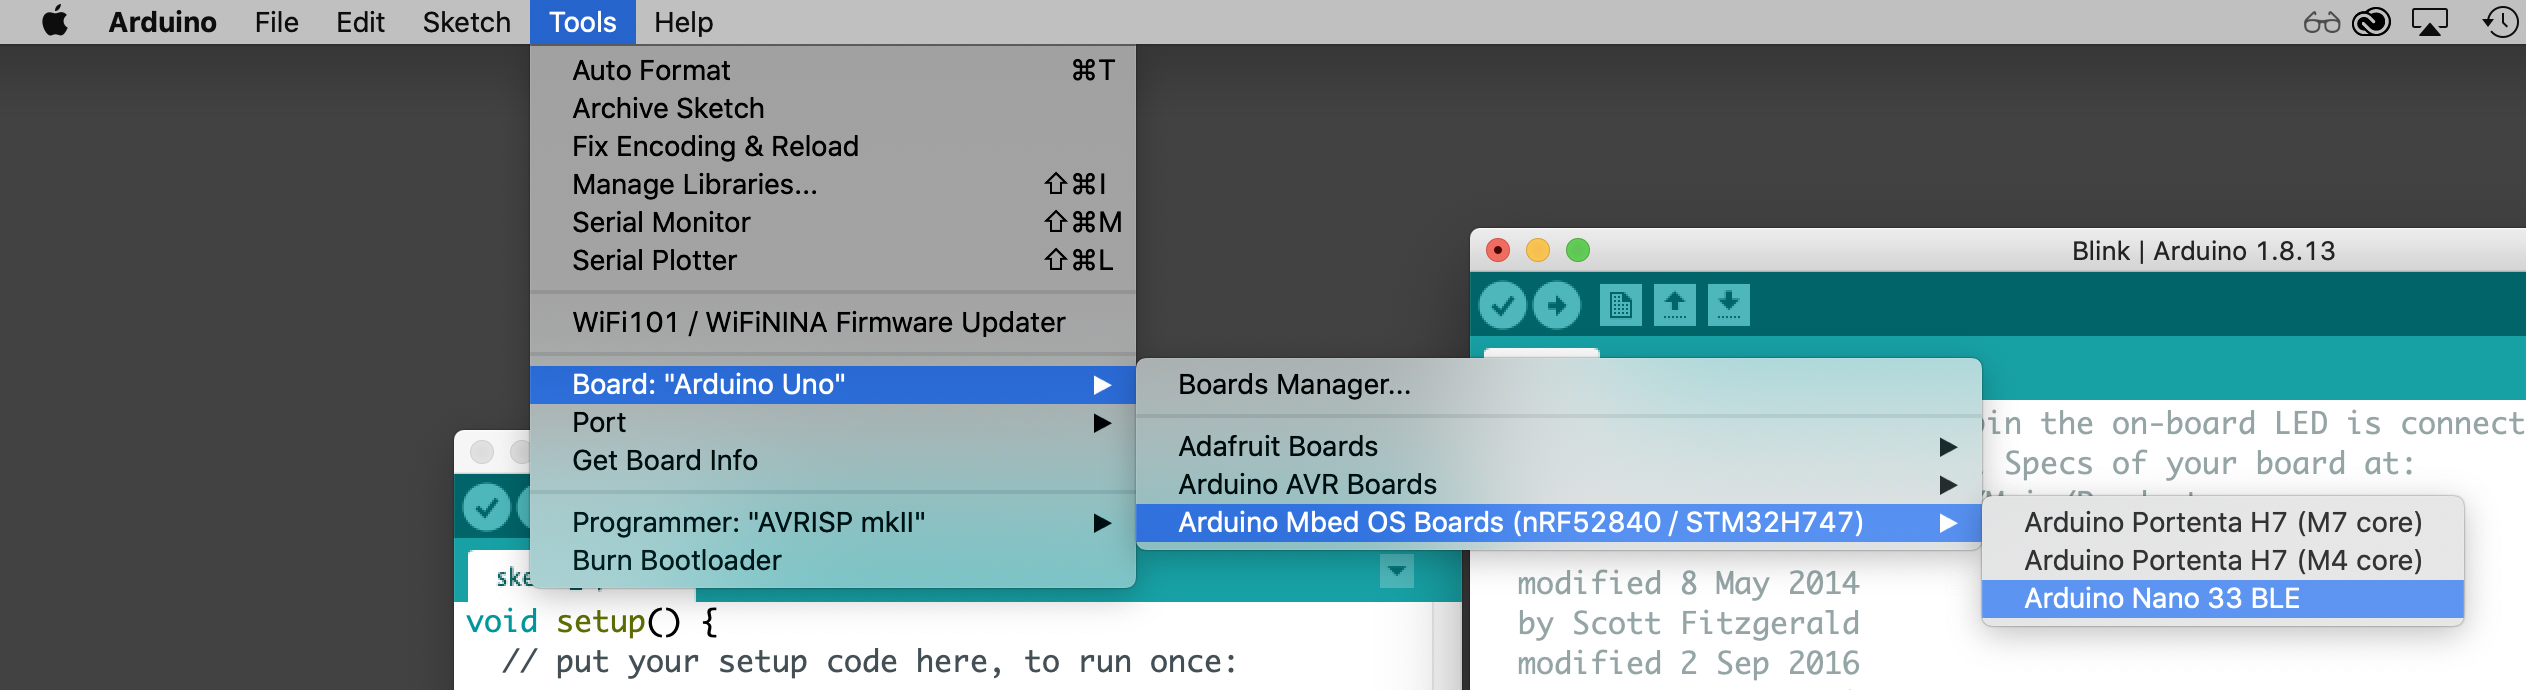 Arduino File Edit Sketch Tools Help
Auto Format ⌘T
Archive Sketch
Fix Encoding & Reload
Manage Libraries... ⇧⌘I
Serial Monitor ⇧⌘M
Serial Plotter ⇧⌘L
WiFi101 / WiFiNINA Firmware Updater
Board: "Arduino Uno"
Port
Get Board Info
Programmer: "AVRISP mkII"
Burn Bootloader
Boards Manager...
Adafruit Boards
Arduino AVR Boards
Arduino Mbed OS Boards (nRF52840 / STM32H747)
Arduino Portenta H7 (M7 core)
Arduino Portenta H7 (M4 core)
Arduino Nano 33 BLE
Blink | Arduino 1.8.13
in the on-board LED is connect
Specs of your board at:
modified 8 May 2014
by Scott Fitzgerald
modified 2 Sep 2016
ske
void setup() {
// put your setup code here, to run once: